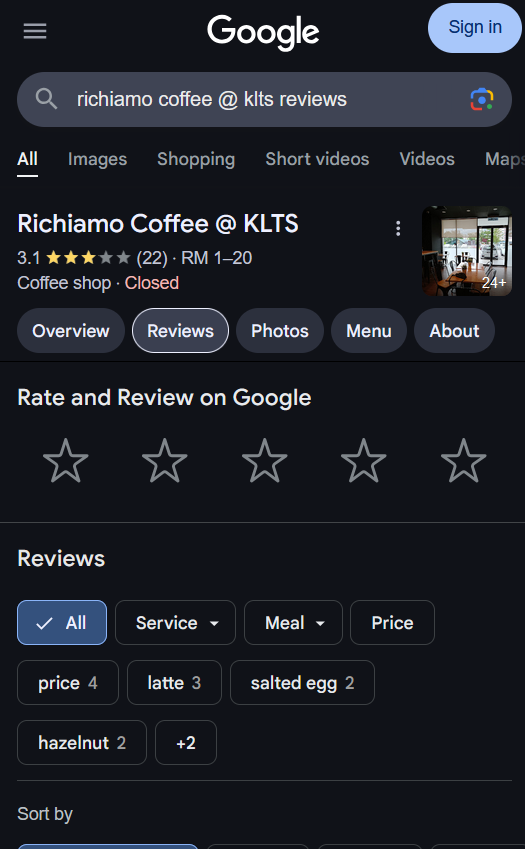 Google
Sign in
richiamo coffee @ klts reviews
All Images Shopping Short videos Videos Maps
Richiamo Coffee @ KLTS
3.1 (22) · RM 1–20
Coffee shop · Closed
24+
Overview Reviews Photos Menu About
Rate and Review on Google
Reviews
All Service Meal Price
price 4 latte 3 salted egg 2
hazelnut 2 +2
Sort by